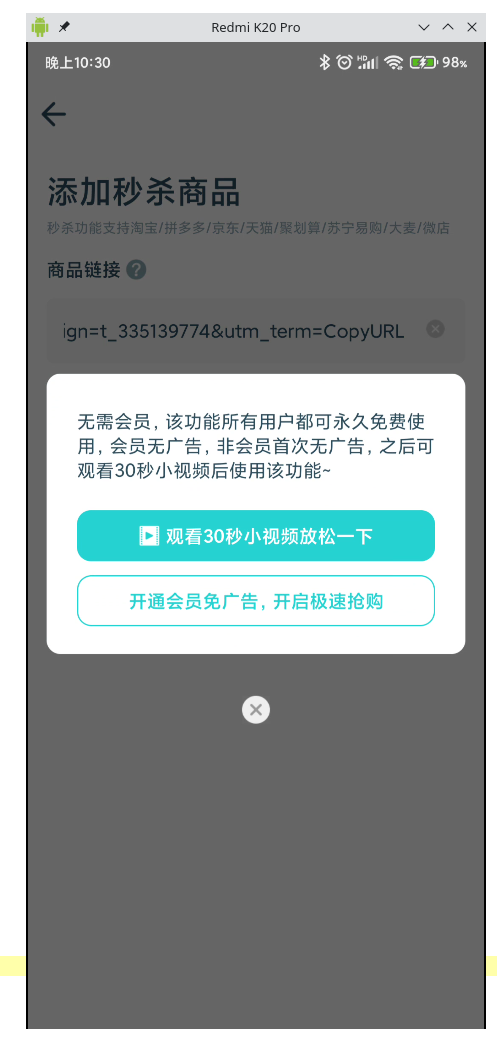 Redmi K20 Pro
晚上10:30
HD
98%
添加秒杀商品
秒杀功能支持淘宝/拼多多/京东/天猫/聚划算/苏宁易购/大麦/微店
商品链接 ?
ign=t_335139774&utm_term=CopyURL
无需会员，该功能所有用户都可永久免费使
用，会员无广告，非会员首次无广告，之后可
观看30秒小视频后使用该功能~
观看30秒小视频放松一下
开通会员免广告，开启极速抢购